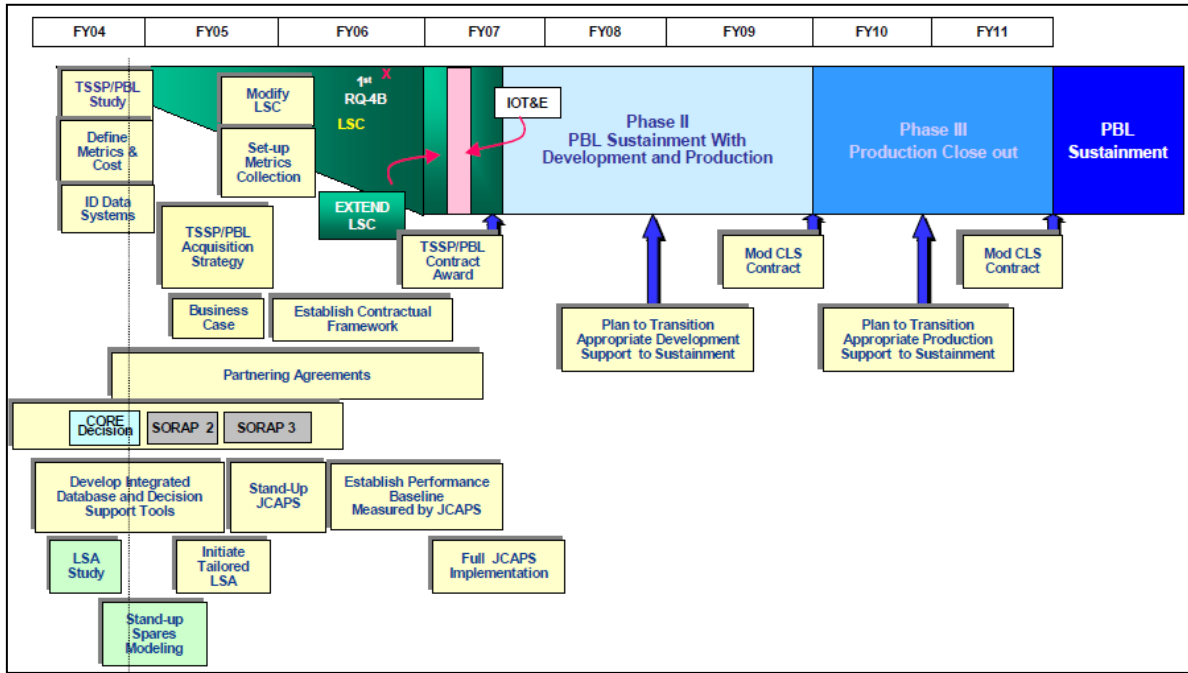 FY04 FY05 FY06 FY07 FY08 FY09 FY10 FY11
TSSP/PBL
Study
Define
Metrics &
Cost
ID Data
Systems
Modify
LSC
Set-up
Metrics
Collection
TSSP/PBL
Acquisition
Strategy
1st X
RQ-4B
LSC
EXTEND
LSC
IOT&E
Phase II
PBL Sustainment With
Development and Production
Phase III
Production Close out
PBL
Sustainment
TSSP/PBL
Contract
Award
Mod CLS
Contract
Mod CLS
Contract
Business
Case
Establish Contractual
Framework
Plan to Transition
Appropriate Development
Support to Sustainment
Plan to Transition
Appropriate Production
Support to Sustainment
Partnering Agreements
CORE
Decision
SORAP 2
SORAP 3
Develop Integrated
Database and Decision
Support Tools
Stand-Up
JCAPS
Establish Performance
Baseline
Measured by JCAPS
LSA
Study
Initiate
Tailored
LSA
Full JCAPS
Implementation
Stand-up
Spares
Modeling